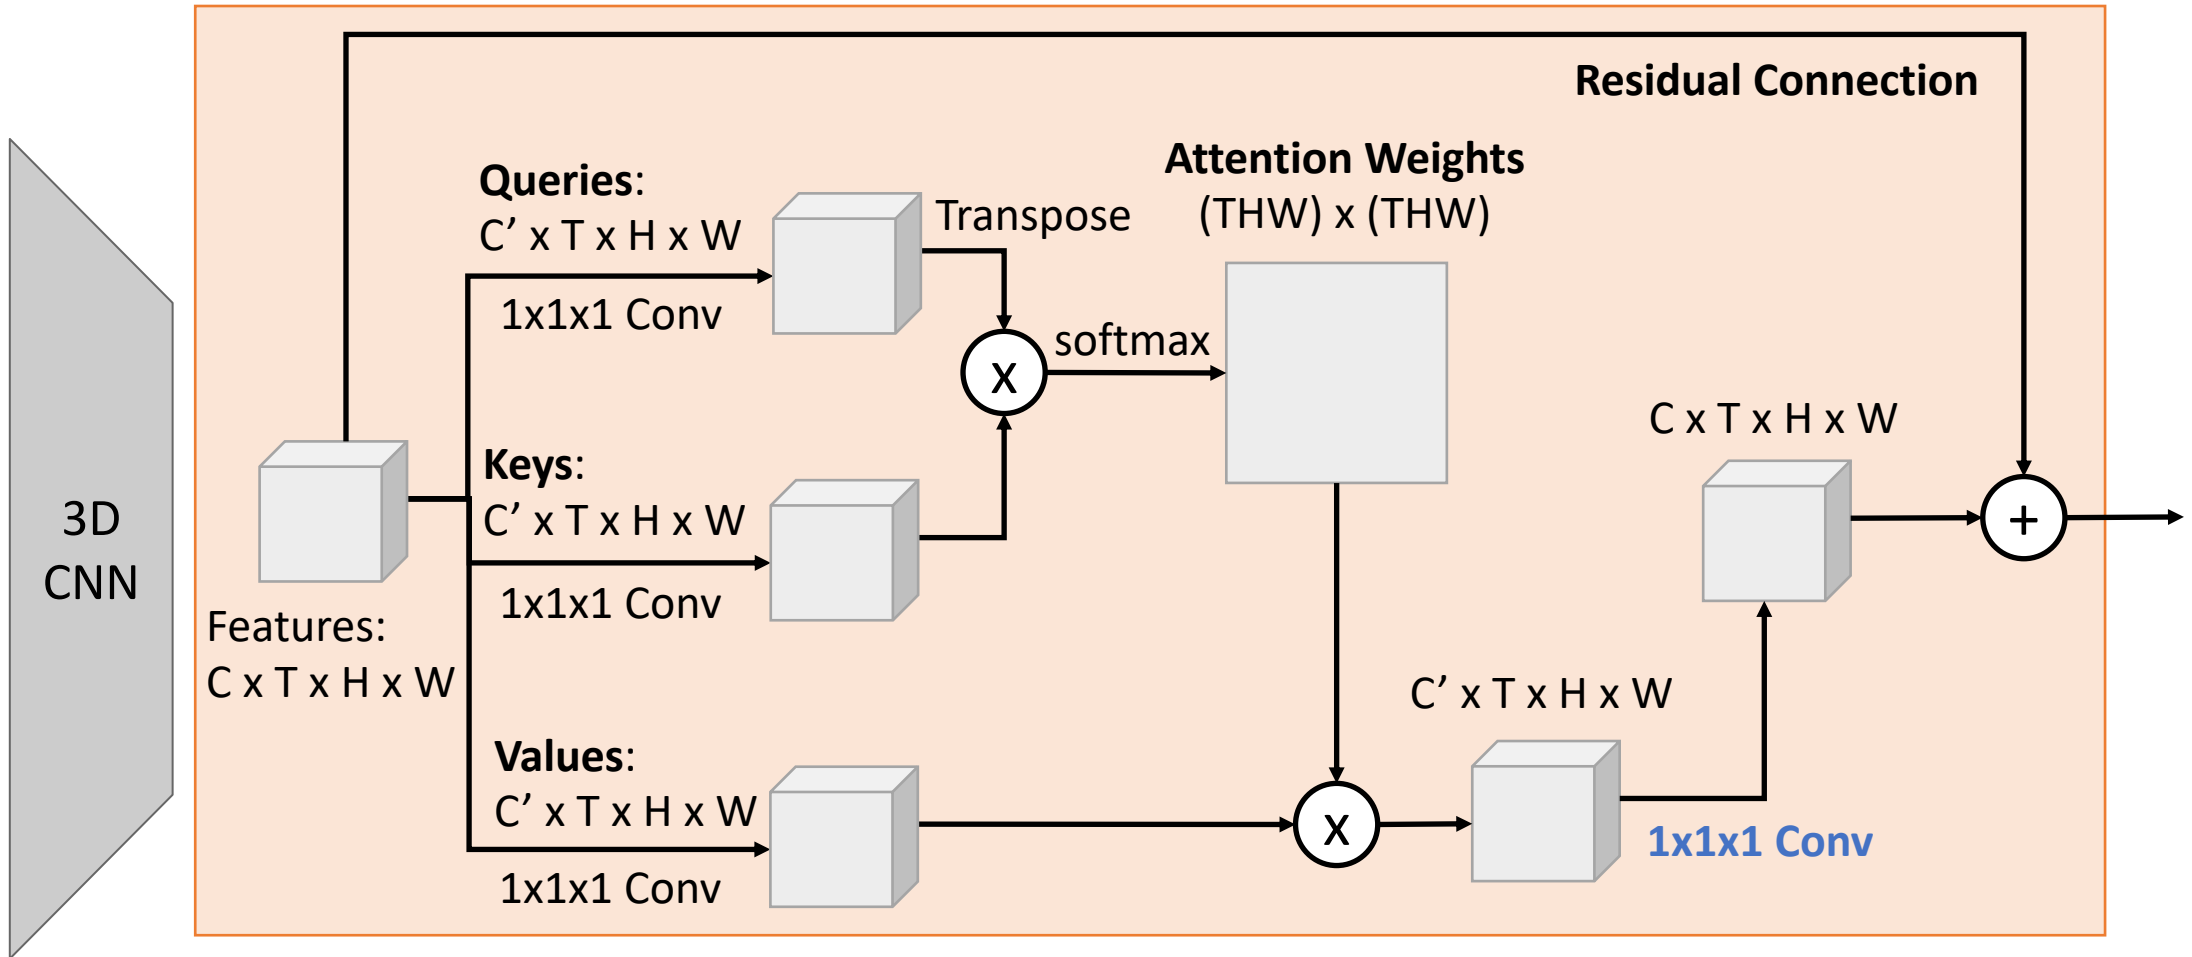 Residual Connection
Attention Weights
(THW) x (THW)
Queries:
C’ x T x H x W
1x1x1 Conv
Transpose
x
softmax
Keys:
C’ x T x H x W
1x1x1 Conv
3D
CNN
Features:
C x T x H x W
Values:
C’ x T x H x W
1x1x1 Conv
x
C’ x T x H x W
1x1x1 Conv
C x T x H x W
+